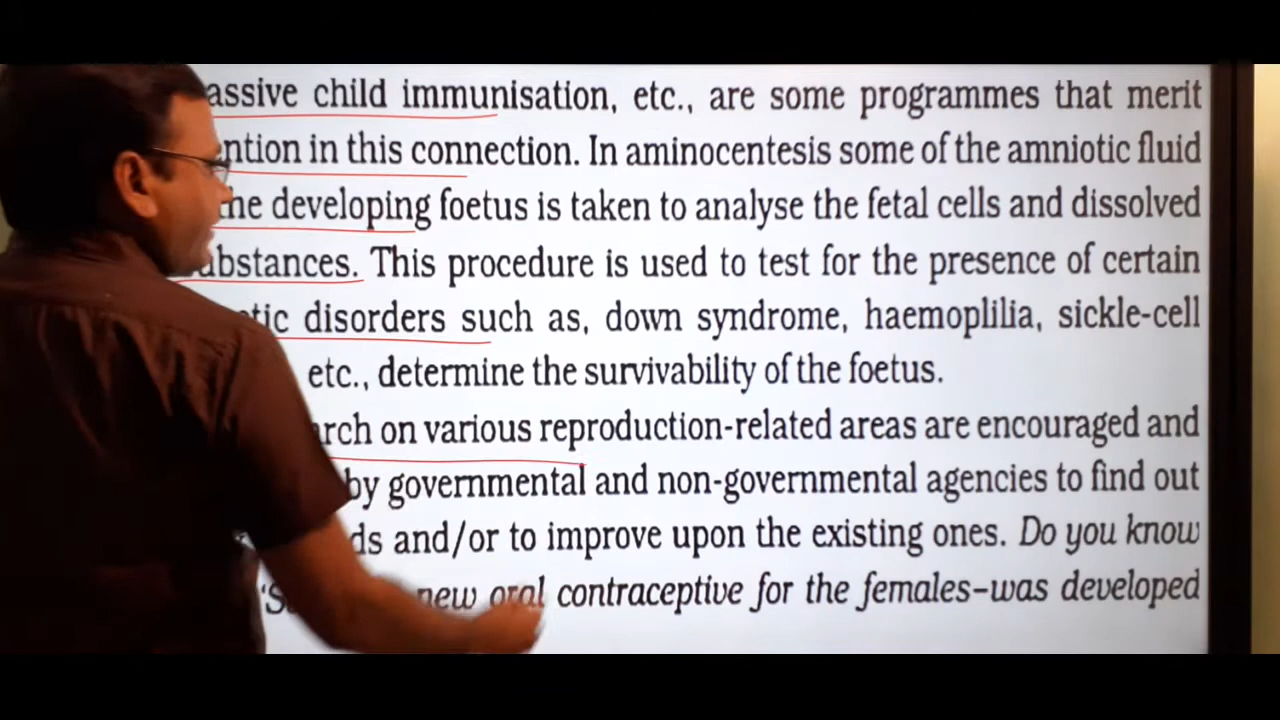 assive child immunisation, etc., are some programmes that merit
ntion in this connection. In aminocentesis some of the amniotic fluid
the developing foetus is taken to analyse the fetal cells and dissolved
ubstances. This procedure is used to test for the presence of certain
tic disorders such as, down syndrome, haemoplilia, sickle-cell
etc., determine the survivability of the foetus.
rch on various reproduction-related areas are encouraged and
by governmental and non-governmental agencies to find out
ds and/or to improve upon the existing ones. Do you know
new oral contraceptive for the females–was developed